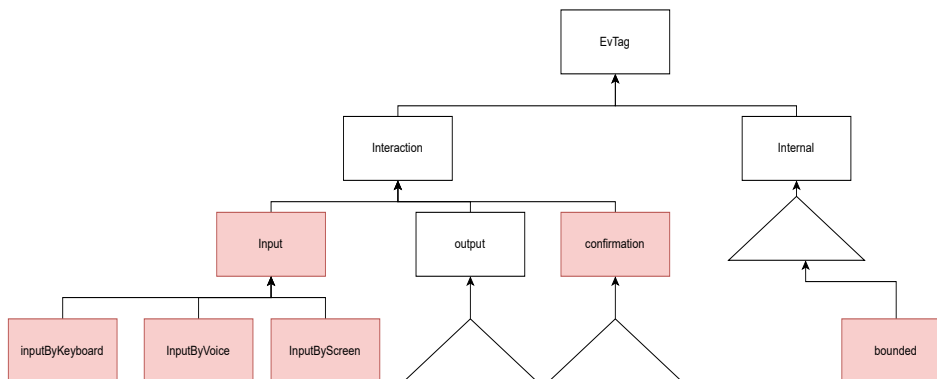 EvTag
Interaction
Internal
Input
output
confirmation
inputByKeyboard
InputByVoice
InputByScreen
bounded